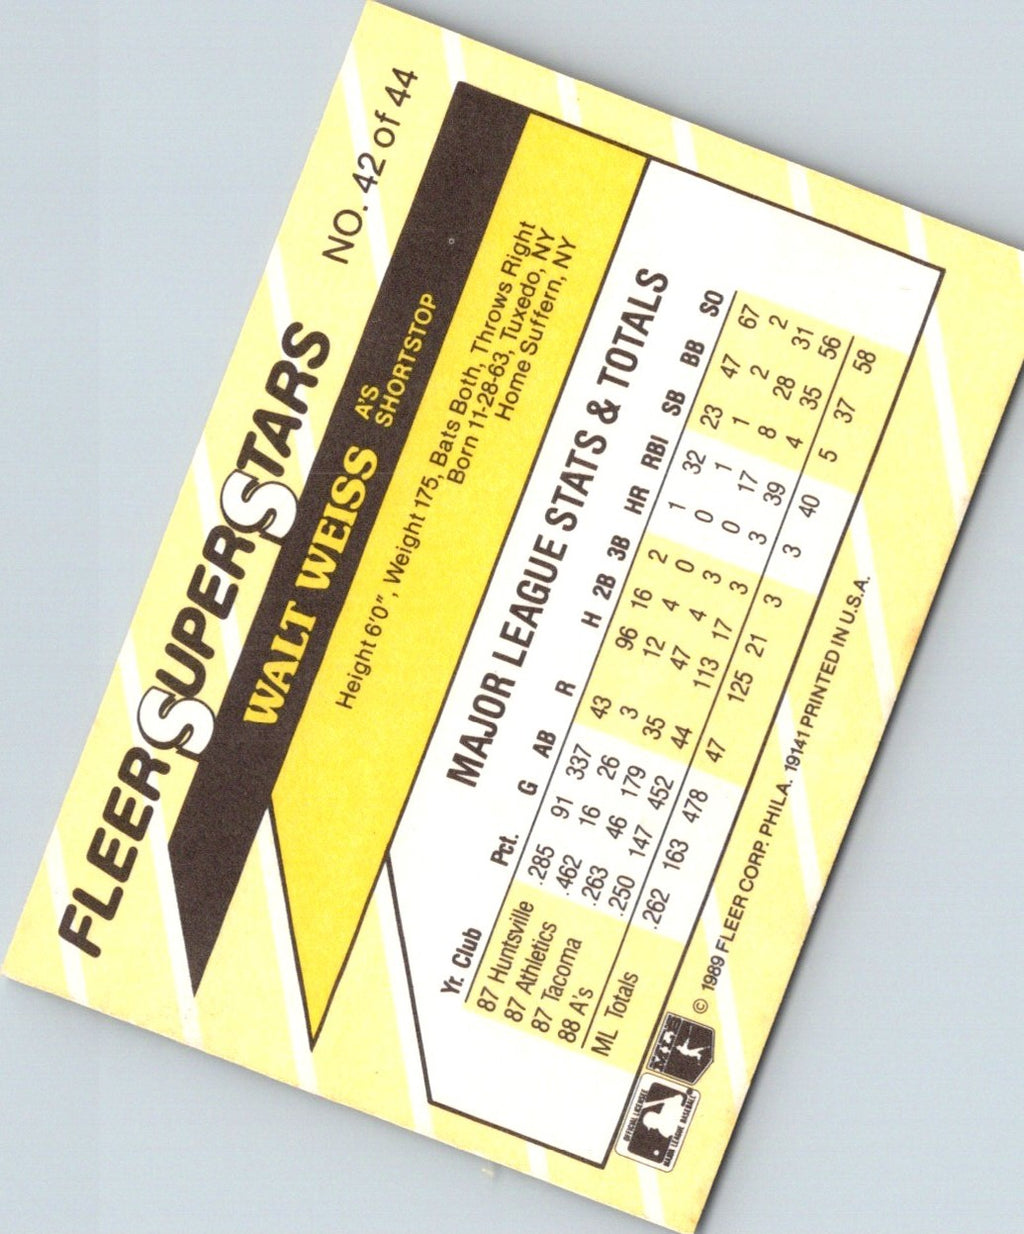 FLEER SUPERSTARS
NO. 42 of 44
WALT WEISS A'S
SHORTSTOP
Height 6'0", Weight 175, Bats Both, Throws Right
Born 11-28-63, Tuxedo, NY
Home Suffern, NY
MAJOR LEAGUE STATS & TOTALS
Yr. Club Pct. G AB R H 2B 3B HR RBI SB BB SO
87 Huntsville .285 91 337 43 96 16 2 1 32 23 47 67
87 Athletics .462 16 26 3 12 4 0 0 1 1 2 2
87 Tacoma .263 46 179 35 47 4 3 0 17 8 28 31
88 A's .250 147 452 44 113 17 3 3 39 4 35 56
ML Totals .262 163 478 47 125 21 3 3 40 5 37 58
OFFICIAL LICENSEE
MAJOR LEAGUE BASEBALL
© 1989 FLEER CORP. PHILA. 19141 PRINTED IN U.S.A.